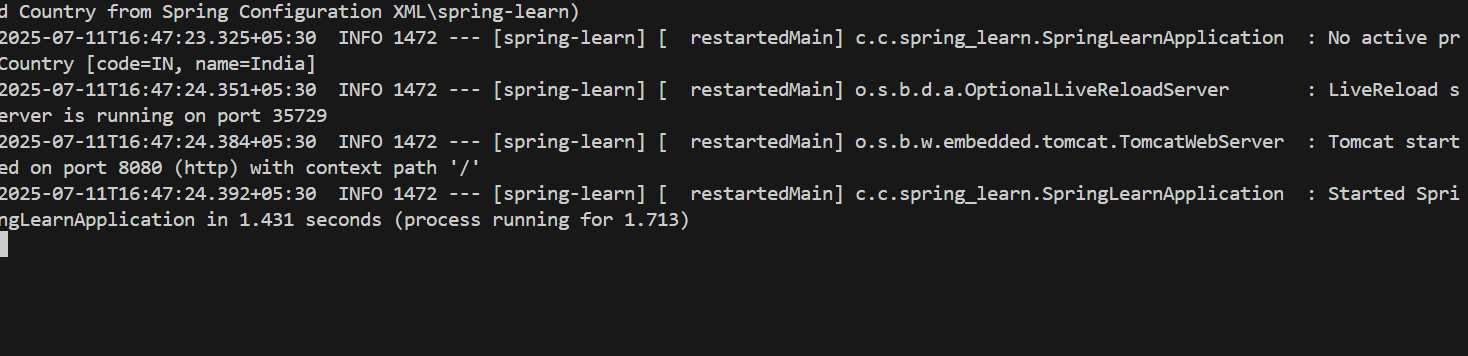 d Country from Spring Configuration XML\spring-learn)
2025-07-11T16:47:23.325+05:30  INFO 1472 --- [spring-learn] [  restartedMain] c.c.spring_learn.SpringLearnApplication  : No active pr
Country [code=IN, name=India]
2025-07-11T16:47:24.351+05:30  INFO 1472 --- [spring-learn] [  restartedMain] o.s.b.d.a.OptionalLiveReloadServer       : LiveReload s
erver is running on port 35729
2025-07-11T16:47:24.384+05:30  INFO 1472 --- [spring-learn] [  restartedMain] o.s.b.w.embedded.tomcat.TomcatWebServer  : Tomcat start
ed on port 8080 (http) with context path '/'
2025-07-11T16:47:24.392+05:30  INFO 1472 --- [spring-learn] [  restartedMain] c.c.spring_learn.SpringLearnApplication  : Started Spri
ngLearnApplication in 1.431 seconds (process running for 1.713)